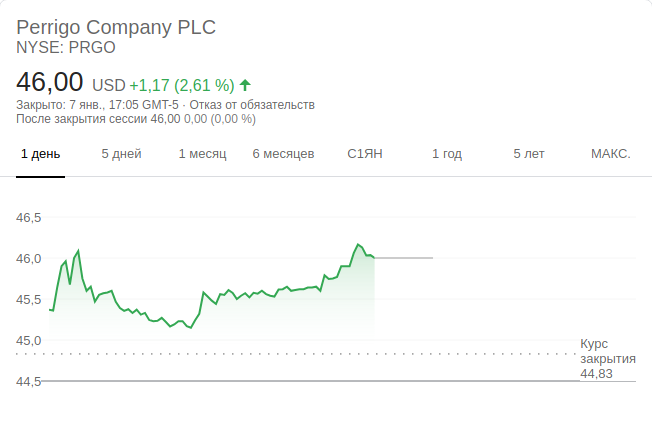 Perrigo Company PLC
NYSE: PRGO
46,00 USD +1,17 (2,61 %)
Закрыто: 7 янв., 17:05 GMT-5 · Отказ от обязательств
После закрытия сессии 46,00 0,00 (0,00 %)
1 день 5 дней 1 месяц 6 месяцев С1ЯН 1 год 5 лет МАКС.
46,5
46,0
45,5
45,0
Курс
закрытия
44,83
44,5